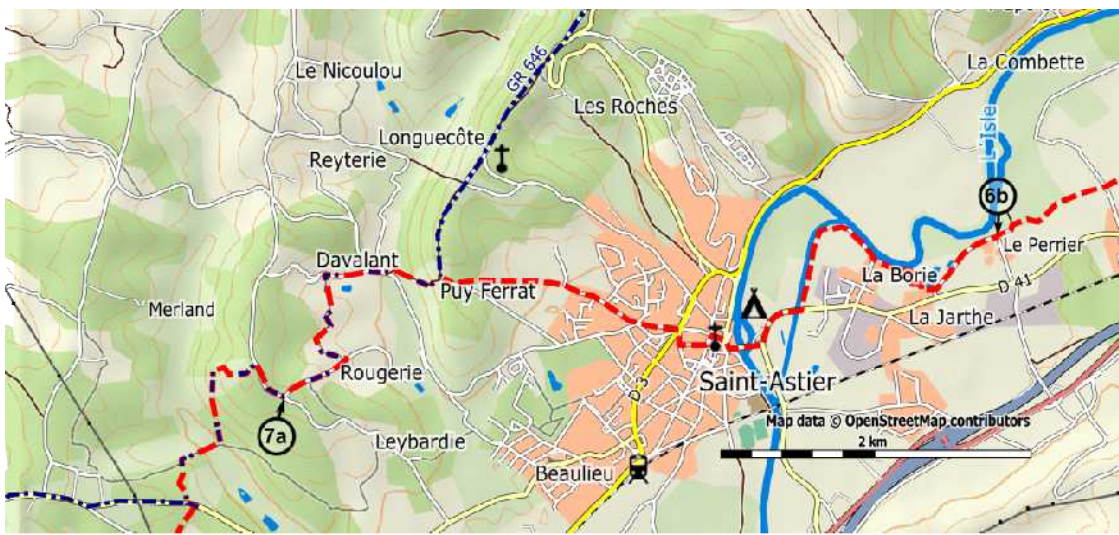 La Combette
Le Nicoulou
GR 646
Les Roches
Longuecôte
L'Isle
Reyterie
6b
Le Perrier
Davalant
La Borie
Puy Ferrat
D 41
Merland
La Jarthe
Rougerie
Saint-Astier
D 3
7a
Leybardie
Map data © OpenStreetMap contributors
2 km
Beaulieu